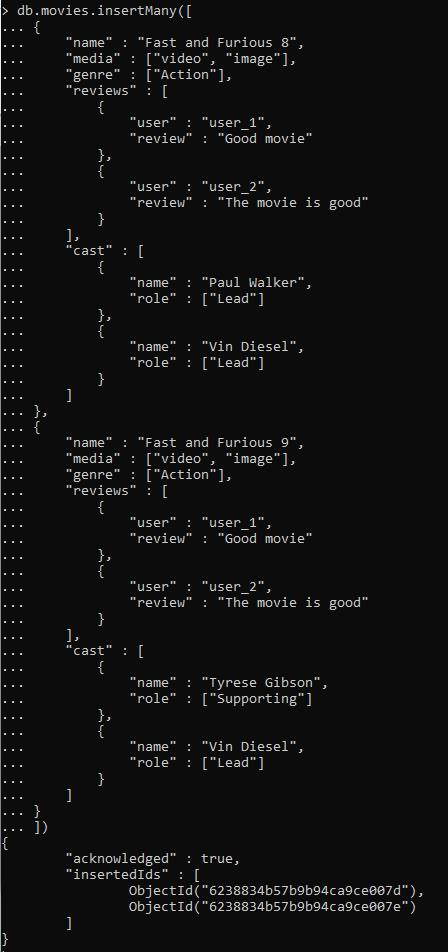 > db.movies.insertMany([
... {
...     "name" : "Fast and Furious 8",
...     "media" : ["video", "image"],
...     "genre" : ["Action"],
...     "reviews" : [
...         {
...             "user" : "user_1",
...             "review" : "Good movie"
...         },
...         {
...             "user" : "user_2",
...             "review" : "The movie is good"
...         }
...     ],
...     "cast" : [
...         {
...             "name" : "Paul Walker",
...             "role" : ["Lead"]
...         },
...         {
...             "name" : "Vin Diesel",
...             "role" : ["Lead"]
...         }
...     ]
... },
... {
...     "name" : "Fast and Furious 9",
...     "media" : ["video", "image"],
...     "genre" : ["Action"],
...     "reviews" : [
...         {
...             "user" : "user_1",
...             "review" : "Good movie"
...         },
...         {
...             "user" : "user_2",
...             "review" : "The movie is good"
...         }
...     ],
...     "cast" : [
...         {
...             "name" : "Tyrese Gibson",
...             "role" : ["Supporting"]
...         },
...         {
...             "name" : "Vin Diesel",
...             "role" : ["Lead"]
...         }
...     ]
... }
... ])
{
        "acknowledged" : true,
        "insertedIds" : [
                ObjectId("6238834b57b9b94ca9ce007d"),
                ObjectId("6238834b57b9b94ca9ce007e")
        ]
}